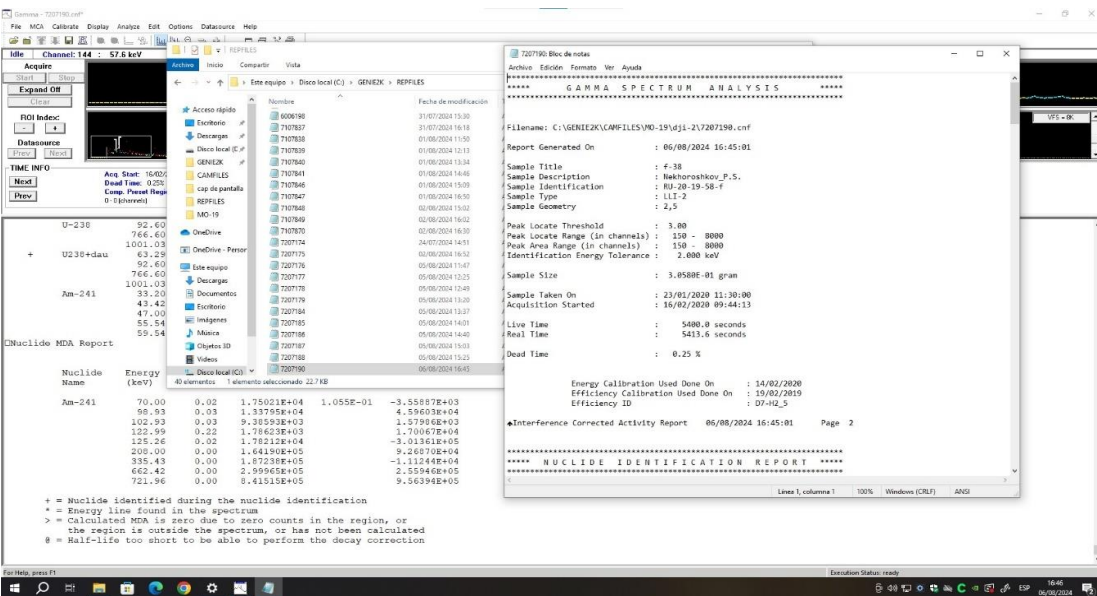 Gamma - 7207190.cnf*
File MCA Calibrate Display Analyze Edit Options Datasource Help
Idle Channel: 144 : 57.6 keV
Acquire
Start Stop
Expand Off
Clear
ROI Index:
- +
Datasource
Prev Next
TIME INFO
Next
Prev
Acq. Start: 16/02/
Dead Time: 0.25%
Comp. Preset Regi
0 - 0 (channels)
VFS = 8K
U-238 92.60
766.60
1001.03
+ U238+dau 63.29
92.60
766.60
1001.03
Am-241 33.20
43.42
47.00
55.54
59.54
Nuclide MDA Report
Nuclide Energy
Name (keV)
Am-241 70.00 0.02 1.75021E+04 1.055E-01 -3.55887E+03
98.93 0.03 1.33795E+04 4.59603E+04
102.93 0.03 9.38593E+03 1.57986E+03
122.99 0.22 1.78623E+03 1.70067E+04
125.26 0.02 1.78212E+04 -3.01361E+05
208.00 0.00 1.64190E+05 9.26870E+04
335.43 0.00 1.87238E+05 -1.11244E+04
662.42 0.00 2.99965E+05 2.55946E+05
721.96 0.00 8.41515E+05 9.56394E+05
+ = Nuclide identified during the nuclide identification
* = Energy line found in the spectrum
> = Calculated MDA is zero due to zero counts in the region, or
the region is outside the spectrum, or has not been calculated
@ = Half-life too short to be able to perform the decay correction
For Help, press F1
Execution Status: ready
REPFILES
Archivo Inicio Compartir Vista
Este equipo > Disco local (C:) > GENIE2K > REPFILES
Acceso rápido
Escritorio
Descargas
Disco local (C:)
GENIE2K
CAMFILES
cap de pantalla
REPFILES
MO-19
OneDrive
OneDrive - Person
Este equipo
Descargas
Documentos
Escritorio
Imágenes
Música
Objetos 3D
Videos
Disco local (C:)
Nombre Fecha de modificación
6006198 31/07/2024 15:30
7107837 31/07/2024 16:18
7107838 01/08/2024 11:50
7107839 01/08/2024 12:13
7107840 01/08/2024 13:34
7107841 01/08/2024 14:46
7107846 01/08/2024 15:09
7107847 01/08/2024 16:50
7107848 02/08/2024 15:02
7107849 02/08/2024 16:02
7107870 02/08/2024 16:30
7207174 24/07/2024 14:51
7207175 02/08/2024 16:52
7207176 05/08/2024 11:47
7207177 05/08/2024 12:25
7207178 05/08/2024 12:49
7207179 05/08/2024 13:20
7207184 05/08/2024 13:37
7207185 05/08/2024 14:01
7207186 05/08/2024 14:40
7207187 05/08/2024 15:03
7207188 05/08/2024 15:25
7207190 06/08/2024 16:45
40 elementos 1 elemento seleccionado 22.7 KB
7207190: Bloc de notas
Archivo Edición Formato Ver Ayuda
***** G A M M A S P E C T R U M A N A L Y S I S *****
Filename: C:\GENIE2K\CAMFILES\MO-19\dji-2\7207190.cnf
Report Generated On : 06/08/2024 16:45:01
Sample Title : f-38
Sample Description : Nekhoroshkov_P.S.
Sample Identification : RU-20-19-58-f
Sample Type : LLI-2
Sample Geometry : 2,5
Peak Locate Threshold : 3.00
Peak Locate Range (in channels) : 150 - 8000
Peak Area Range (in channels) : 150 - 8000
Identification Energy Tolerance : 2.000 keV
Sample Size : 3.0580E-01 gram
Sample Taken On : 23/01/2020 11:30:00
Acquisition Started : 16/02/2020 09:44:13
Live Time : 5400.0 seconds
Real Time : 5413.6 seconds
Dead Time : 0.25 %
Energy Calibration Used Done On : 14/02/2020
Efficiency Calibration Used Done On : 19/02/2019
Efficiency ID : D7-H2_5
Interference Corrected Activity Report 06/08/2024 16:45:01 Page 2
***** N U C L I D E I D E N T I F I C A T I O N R E P O R T *****
Línea 1, columna 1 100% Windows (CRLF) ANSI
ESP
16:46
06/08/2024